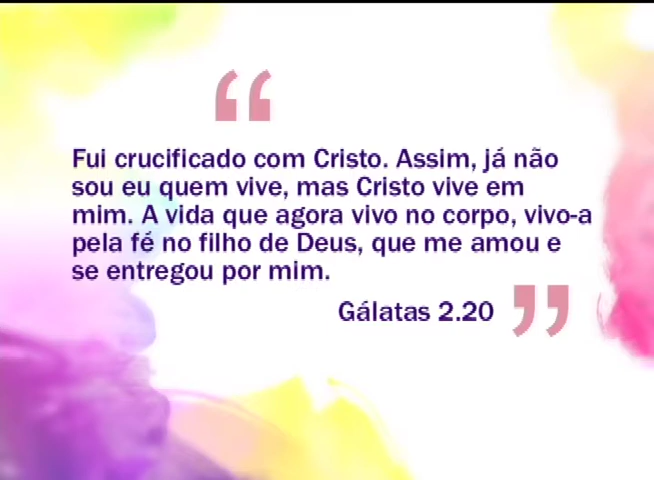 “
Fui crucificado com Cristo. Assim, já não
sou eu quem vive, mas Cristo vive em
mim. A vida que agora vivo no corpo, vivo-a
pela fé no filho de Deus, que me amou e
se entregou por mim.
Gálatas 2.20 ”